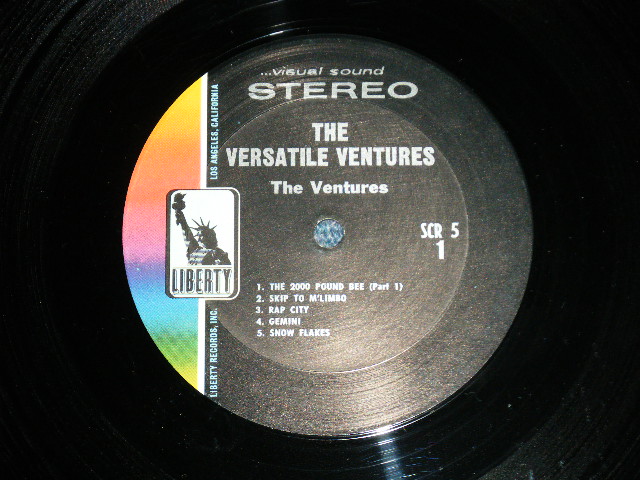 ...visual sound
STEREO
THE
VERSATILE VENTURES
The Ventures
SCR 5
1
1. THE 2000 POUND BEE (Part 1)
2. SKIP TO M'LIMBO
3. RAP CITY
4. GEMINI
5. SNOW FLAKES
LIBERTY
LIBERTY RECORDS, INC.
LOS ANGELES, CALIFORNIA